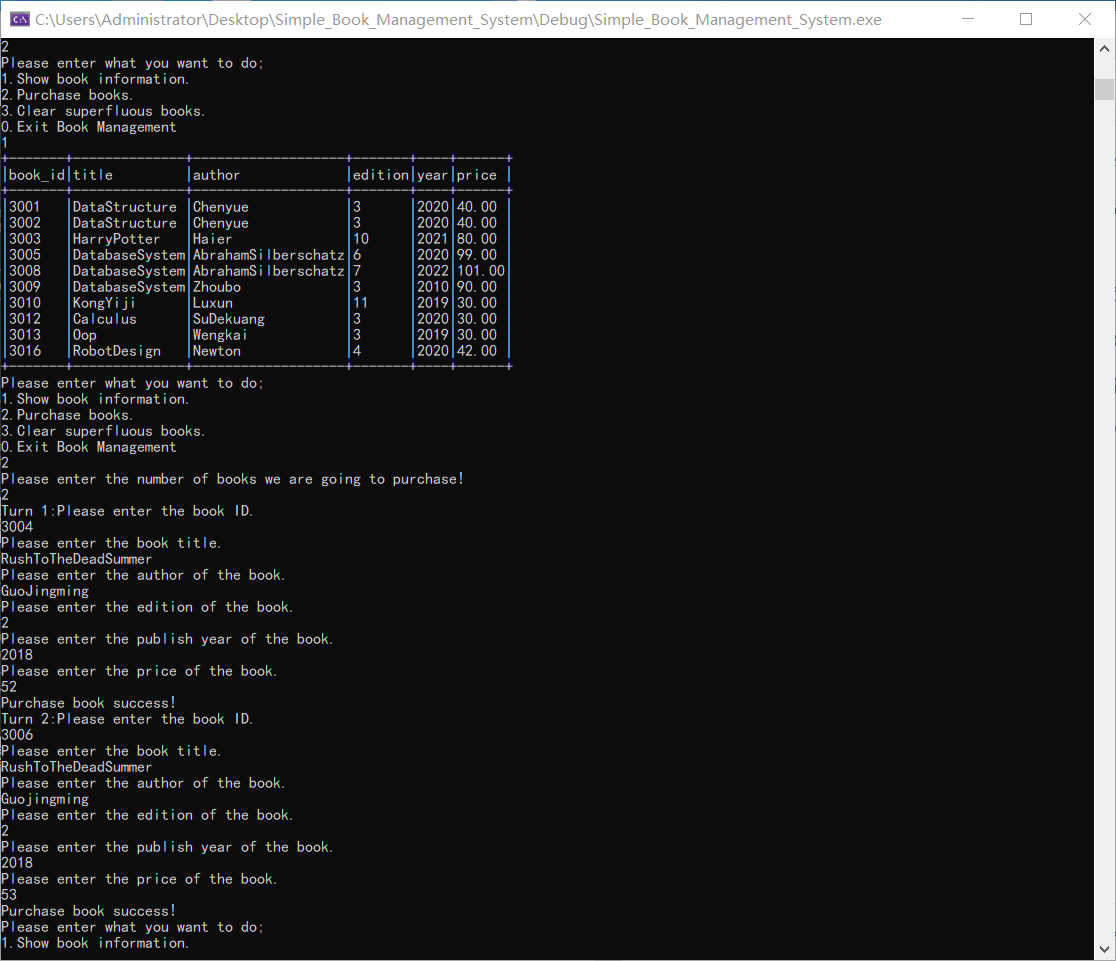 C:\Users\Administrator\Desktop\Simple_Book_Management_System\Debug\Simple_Book_Management_System.exe
2
Please enter what you want to do;
1.Show book information.
2.Purchase books.
3.Clear superfluous books.
0.Exit Book Management
1
+-------+--------------+-------------------+-------+----+------+
|book_id|title         |author             |edition|year|price |
+-------+--------------+-------------------+-------+----+------+
|3001   |DataStructure |Chenyue            |3      |2020|40.00 |
|3002   |DataStructure |Chenyue            |3      |2020|40.00 |
|3003   |HarryPotter   |Haier              |10     |2021|80.00 |
|3005   |DatabaseSystem|AbrahamSilberschatz|6      |2020|99.00 |
|3008   |DatabaseSystem|AbrahamSilberschatz|7      |2022|101.00|
|3009   |DatabaseSystem|Zhoubo             |3      |2010|90.00 |
|3010   |KongYiji      |Luxun              |11     |2019|30.00 |
|3012   |Calculus      |SuDekuang          |3      |2020|30.00 |
|3013   |Oop           |Wengkai            |3      |2019|30.00 |
|3016   |RobotDesign   |Newton             |4      |2020|42.00 |
+-------+--------------+-------------------+-------+----+------+
Please enter what you want to do;
1.Show book information.
2.Purchase books.
3.Clear superfluous books.
0.Exit Book Management
2
Please enter the number of books we are going to purchase!
2
Turn 1:Please enter the book ID.
3004
Please enter the book title.
RushToTheDeadSummer
Please enter the author of the book.
GuoJingming
Please enter the edition of the book.
2
Please enter the publish year of the book.
2018
Please enter the price of the book.
52
Purchase book success!
Turn 2:Please enter the book ID.
3006
Please enter the book title.
RushToTheDeadSummer
Please enter the author of the book.
Guojingming
Please enter the edition of the book.
2
Please enter the publish year of the book.
2018
Please enter the price of the book.
53
Purchase book success!
Please enter what you want to do;
1.Show book information.